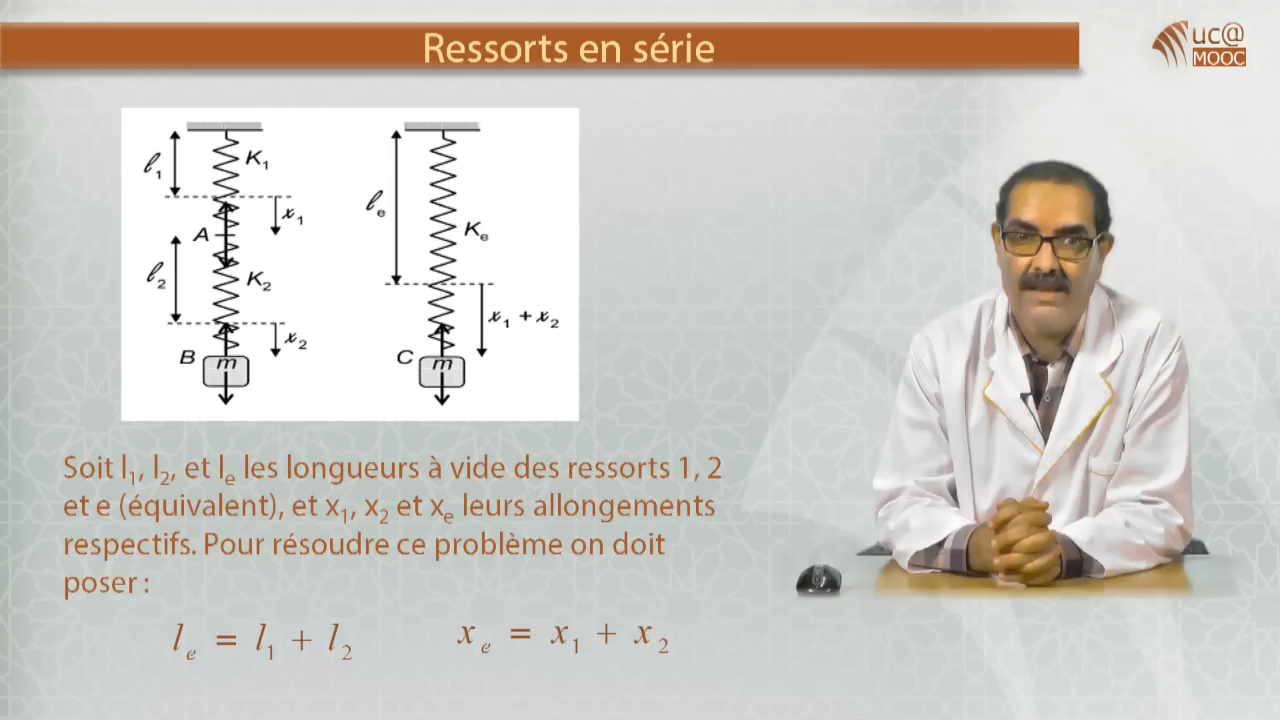 Ressorts en série
uc@
MOOC
l₁
K₁
x₁
A
l₂
K₂
x₂
B
m
lₑ
Kₑ
x₁ + x₂
C
m
Soit l₁, l₂, et lₑ les longueurs à vide des ressorts 1, 2
et e (équivalent), et x₁, x₂ et xₑ leurs allongements
respectifs. Pour résoudre ce problème on doit
poser :
lₑ = l₁ + l₂
xₑ = x₁ + x₂